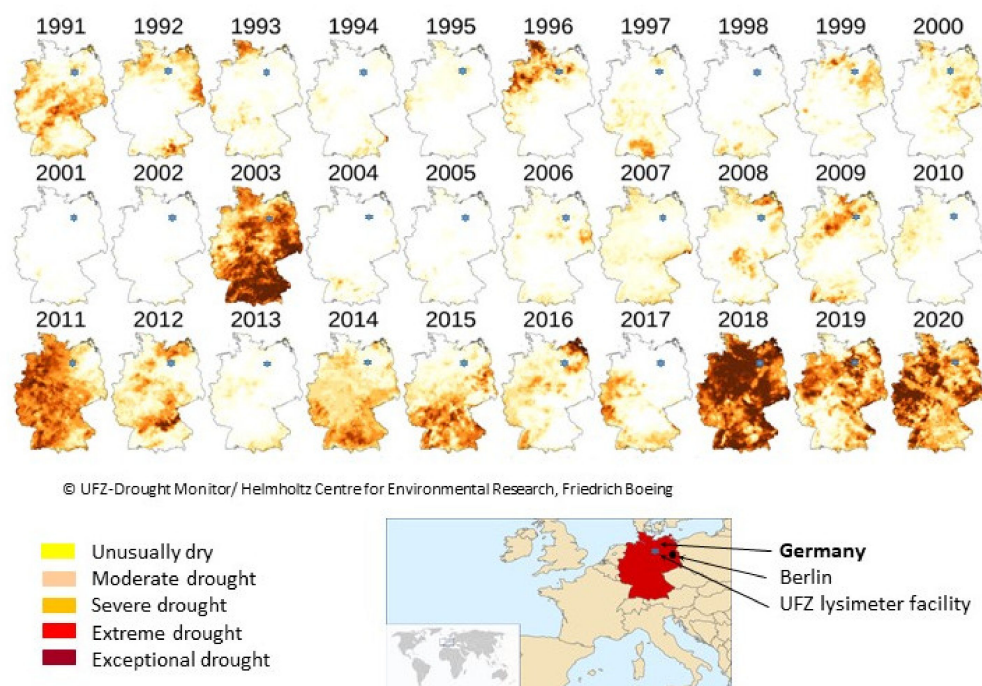 1991 1992 1993 1994 1995 1996 1997 1998 1999 2000
2001 2002 2003 2004 2005 2006 2007 2008 2009 2010
2011 2012 2013 2014 2015 2016 2017 2018 2019 2020
© UFZ-Drought Monitor/ Helmholtz Centre for Environmental Research, Friedrich Boeing
Unusually dry
Moderate drought
Severe drought
Extreme drought
Exceptional drought
Germany
Berlin
UFZ lysimeter facility